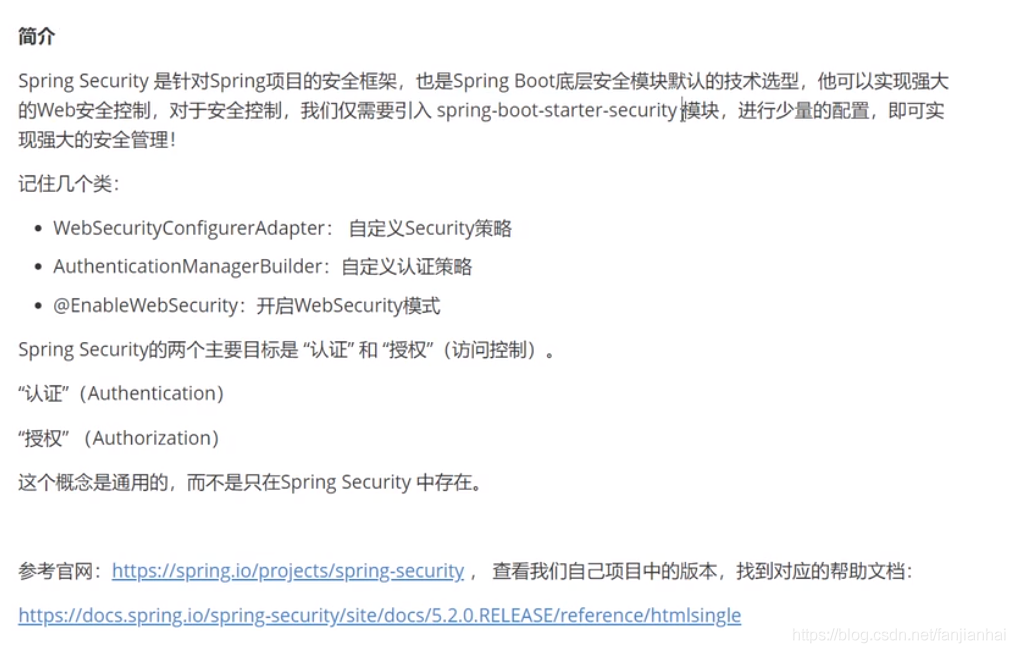 简介
Spring Security 是针对Spring项目的安全框架，也是Spring Boot底层安全模块默认的技术选型，他可以实现强大
的Web安全控制，对于安全控制，我们仅需要引入 spring-boot-starter-security 模块，进行少量的配置，即可实
现强大的安全管理！
记住几个类：
• WebSecurityConfigurerAdapter： 自定义Security策略
• AuthenticationManagerBuilder：自定义认证策略
• @EnableWebSecurity：开启WebSecurity模式
Spring Security的两个主要目标是 “认证” 和 “授权”（访问控制）。
“认证”（Authentication）
“授权” （Authorization）
这个概念是通用的，而不是只在Spring Security 中存在。
参考官网：https://spring.io/projects/spring-security ， 查看我们自己项目中的版本，找到对应的帮助文档：
https://docs.spring.io/spring-security/site/docs/5.2.0.RELEASE/reference/htmlsingle
https://blog.csdn.net/fanjianhai